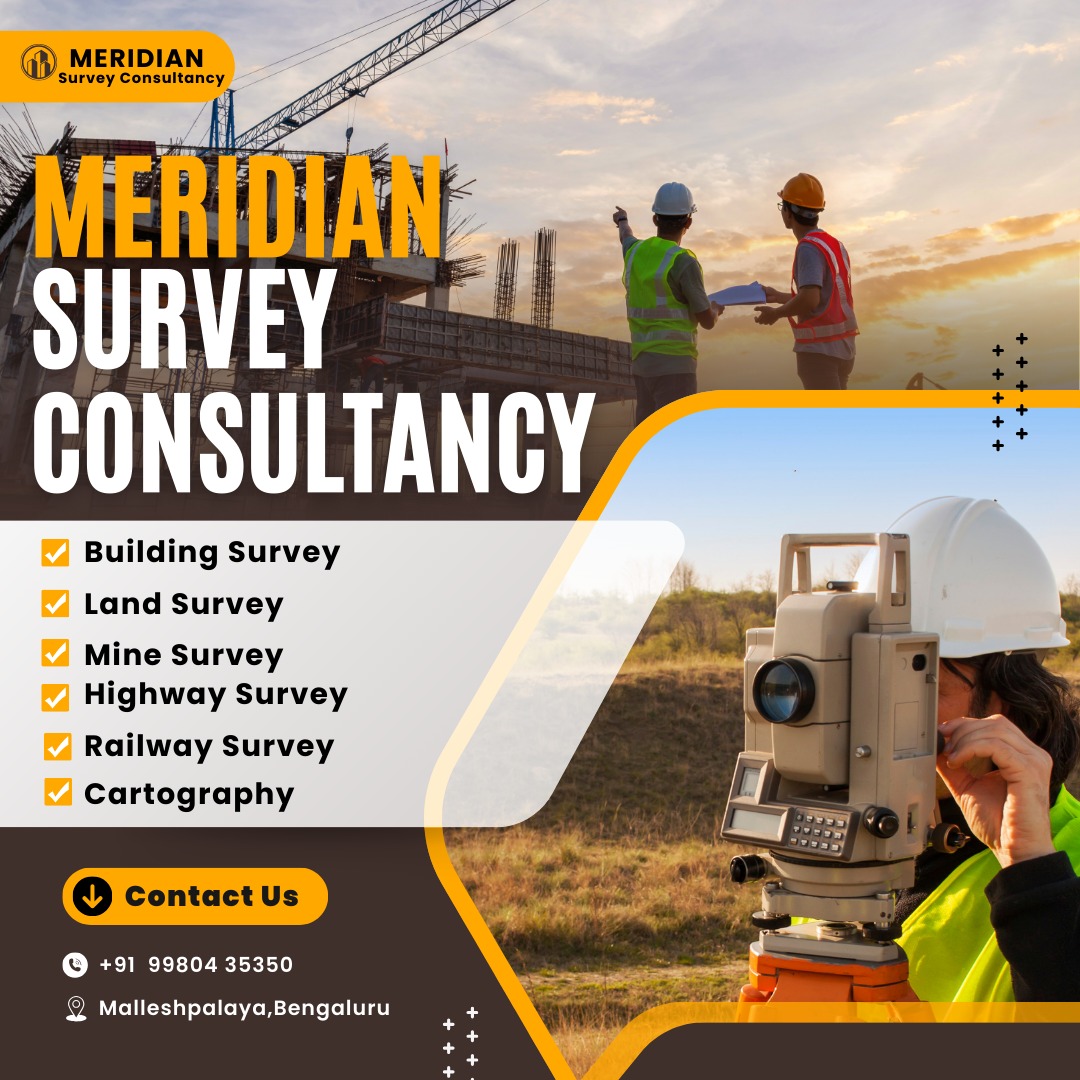 MERIDIAN
Survey Consultancy
MERIDIAN
SURVEY
CONSULTANCY
Building Survey
Land Survey
Mine Survey
Highway Survey
Railway Survey
Cartography
Contact Us
+91  99804 35350
Malleshpalaya,Bengaluru